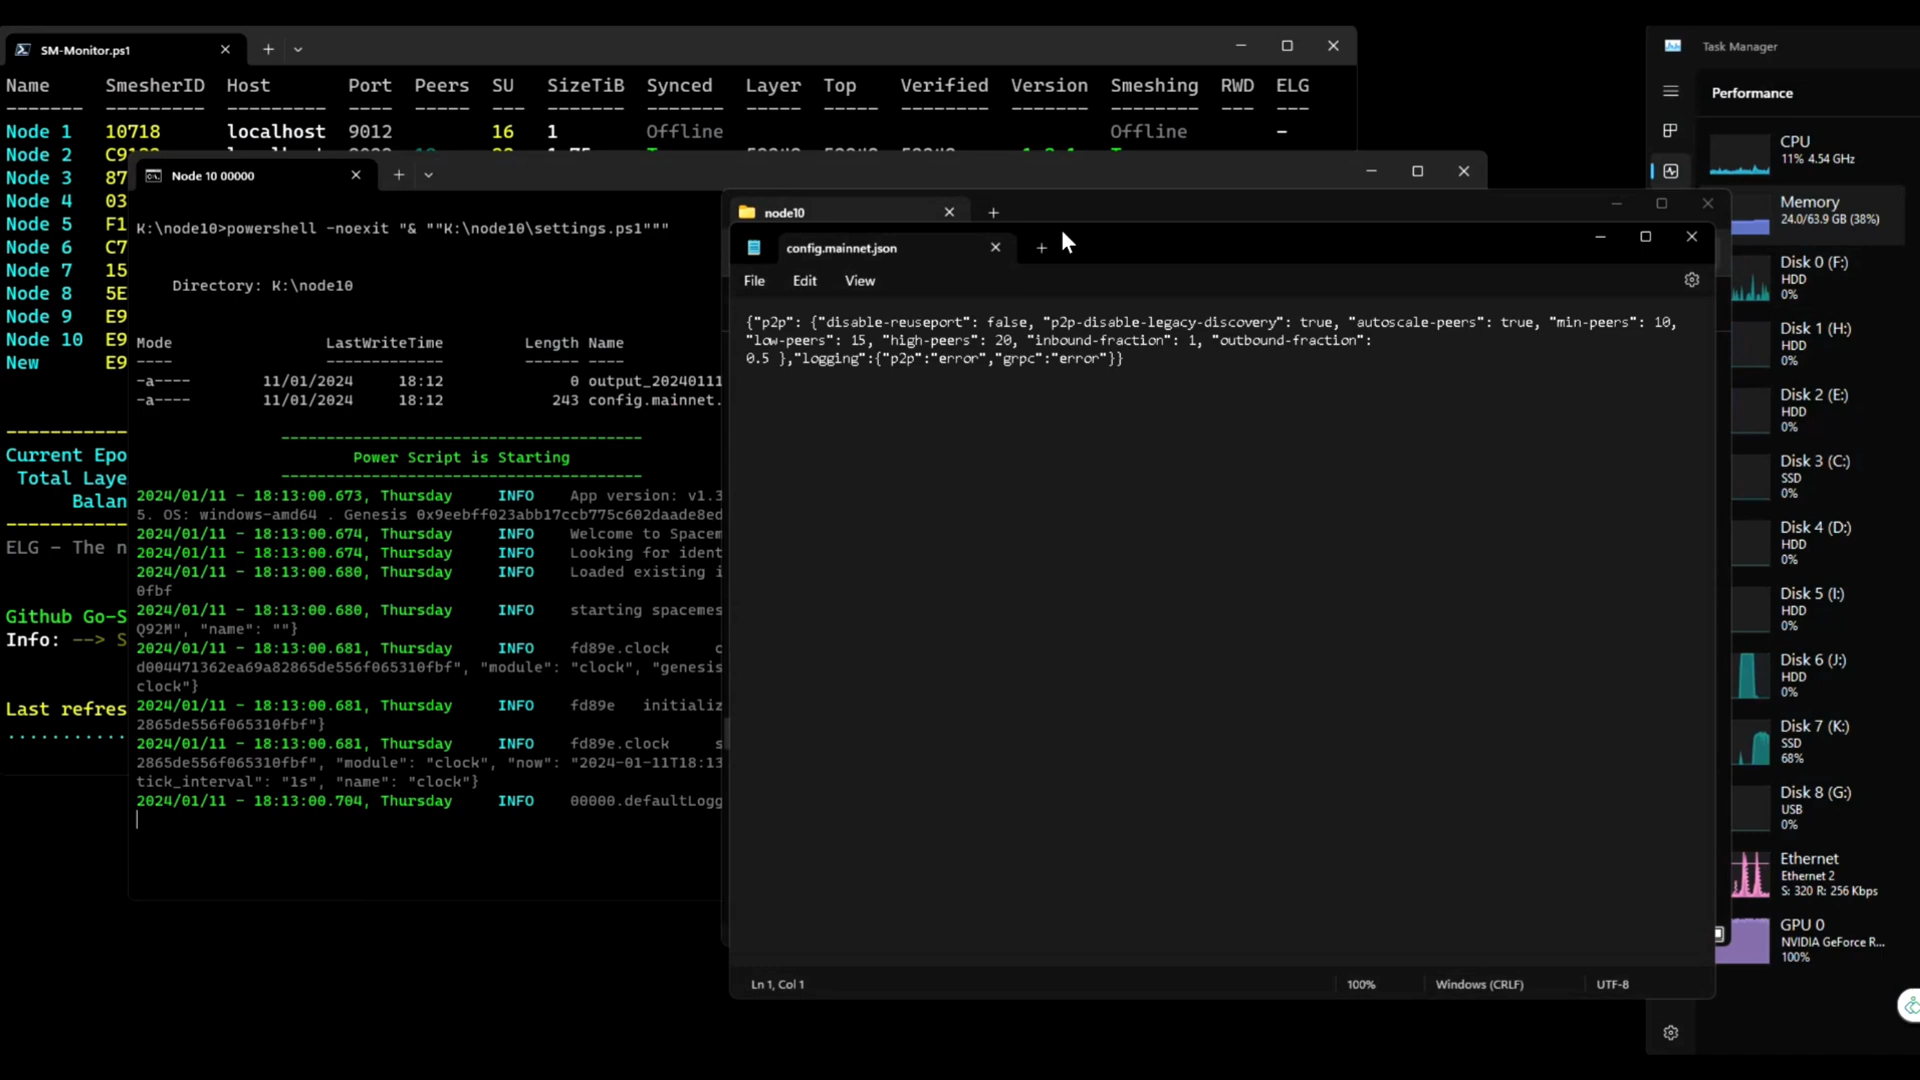 SM-Monitor.ps1
Name SmesherID Host Port Peers SU SizeTiB Synced Layer Top Verified Version Smeshing RWD ELG
Node 1 10718 localhost 9012 16 1 Offline Offline -
Node 2
Node 3 87
Node 4 03
Node 5 F1
Node 6 C7
Node 7 15
Node 8 5E
Node 9 E9
Node 10 E9
New E9
Current Epo
Total Laye
Balan
ELG - The n
Github Go-S
Info: --> S
Last refres
............
Node 10 00000
K:\node10>powershell -noexit "& ""K:\node10\settings.ps1"""
Directory: K:\node10
Mode LastWriteTime Length Name
---- ------------- ------ ----
-a---- 11/01/2024 18:12 0 output_20240111
-a---- 11/01/2024 18:12 243 config.mainnet.
Power Script is Starting
2024/01/11 - 18:13:00.673, Thursday INFO App version: v1.3
5. OS: windows-amd64 . Genesis 0x9eebff023abb17ccb775c602daade8ed
2024/01/11 - 18:13:00.674, Thursday INFO Welcome to Spacem
2024/01/11 - 18:13:00.674, Thursday INFO Looking for ident
2024/01/11 - 18:13:00.680, Thursday INFO Loaded existing i
0fbf
2024/01/11 - 18:13:00.680, Thursday INFO starting spacemes
Q92M", "name": ""}
2024/01/11 - 18:13:00.681, Thursday INFO fd89e.clock c
d004471362ea69a82865de556f065310fbf", "module": "clock", "genesis
clock"}
2024/01/11 - 18:13:00.681, Thursday INFO fd89e initializ
2865de556f065310fbf"}
2024/01/11 - 18:13:00.681, Thursday INFO fd89e.clock s
2865de556f065310fbf", "module": "clock", "now": "2024-01-11T18:13
tick_interval": "1s", "name": "clock"}
2024/01/11 - 18:13:00.704, Thursday INFO 00000.defaultLogg
node10
config.mainnet.json
File Edit View
{"p2p": {"disable-reuseport": false, "p2p-disable-legacy-discovery": true, "autoscale-peers": true, "min-peers": 10,
"low-peers": 15, "high-peers": 20, "inbound-fraction": 1, "outbound-fraction":
0.5 },"logging":{"p2p":"error","grpc":"error"}}
Ln 1, Col 1 100% Windows (CRLF) UTF-8
Task Manager
Performance
CPU
11% 4.54 GHz
Memory
24.0/63.9 GB (38%)
Disk 0 (F:)
HDD
0%
Disk 1 (H:)
HDD
0%
Disk 2 (E:)
HDD
0%
Disk 3 (C:)
SSD
0%
Disk 4 (D:)
HDD
0%
Disk 5 (I:)
HDD
0%
Disk 6 (J:)
HDD
0%
Disk 7 (K:)
SSD
68%
Disk 8 (G:)
USB
0%
Ethernet
Ethernet 2
S: 320 R: 256 Kbps
GPU 0
NVIDIA GeForce R...
100%